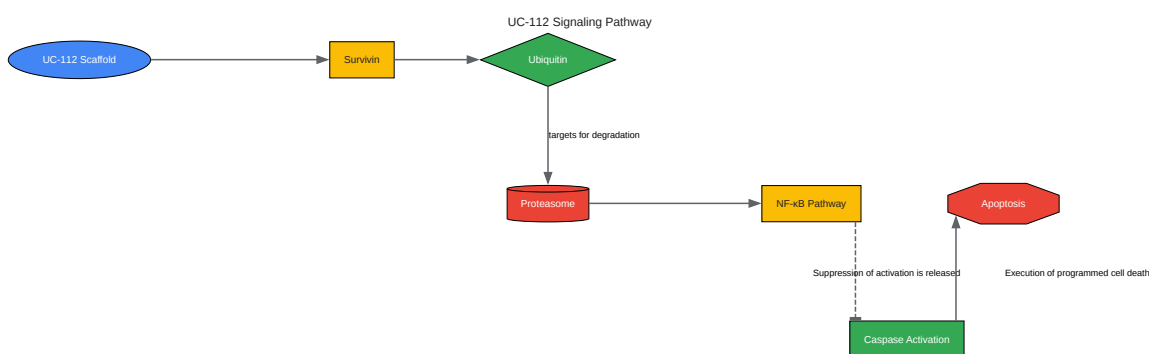 UC-112 Signaling Pathway
UC-112 Scaffold
Survivin
Ubiquitin
targets for degradation
Proteasome
NF-κB Pathway
Apoptosis
Suppression of activation is released
Execution of programmed cell death
Caspase Activation